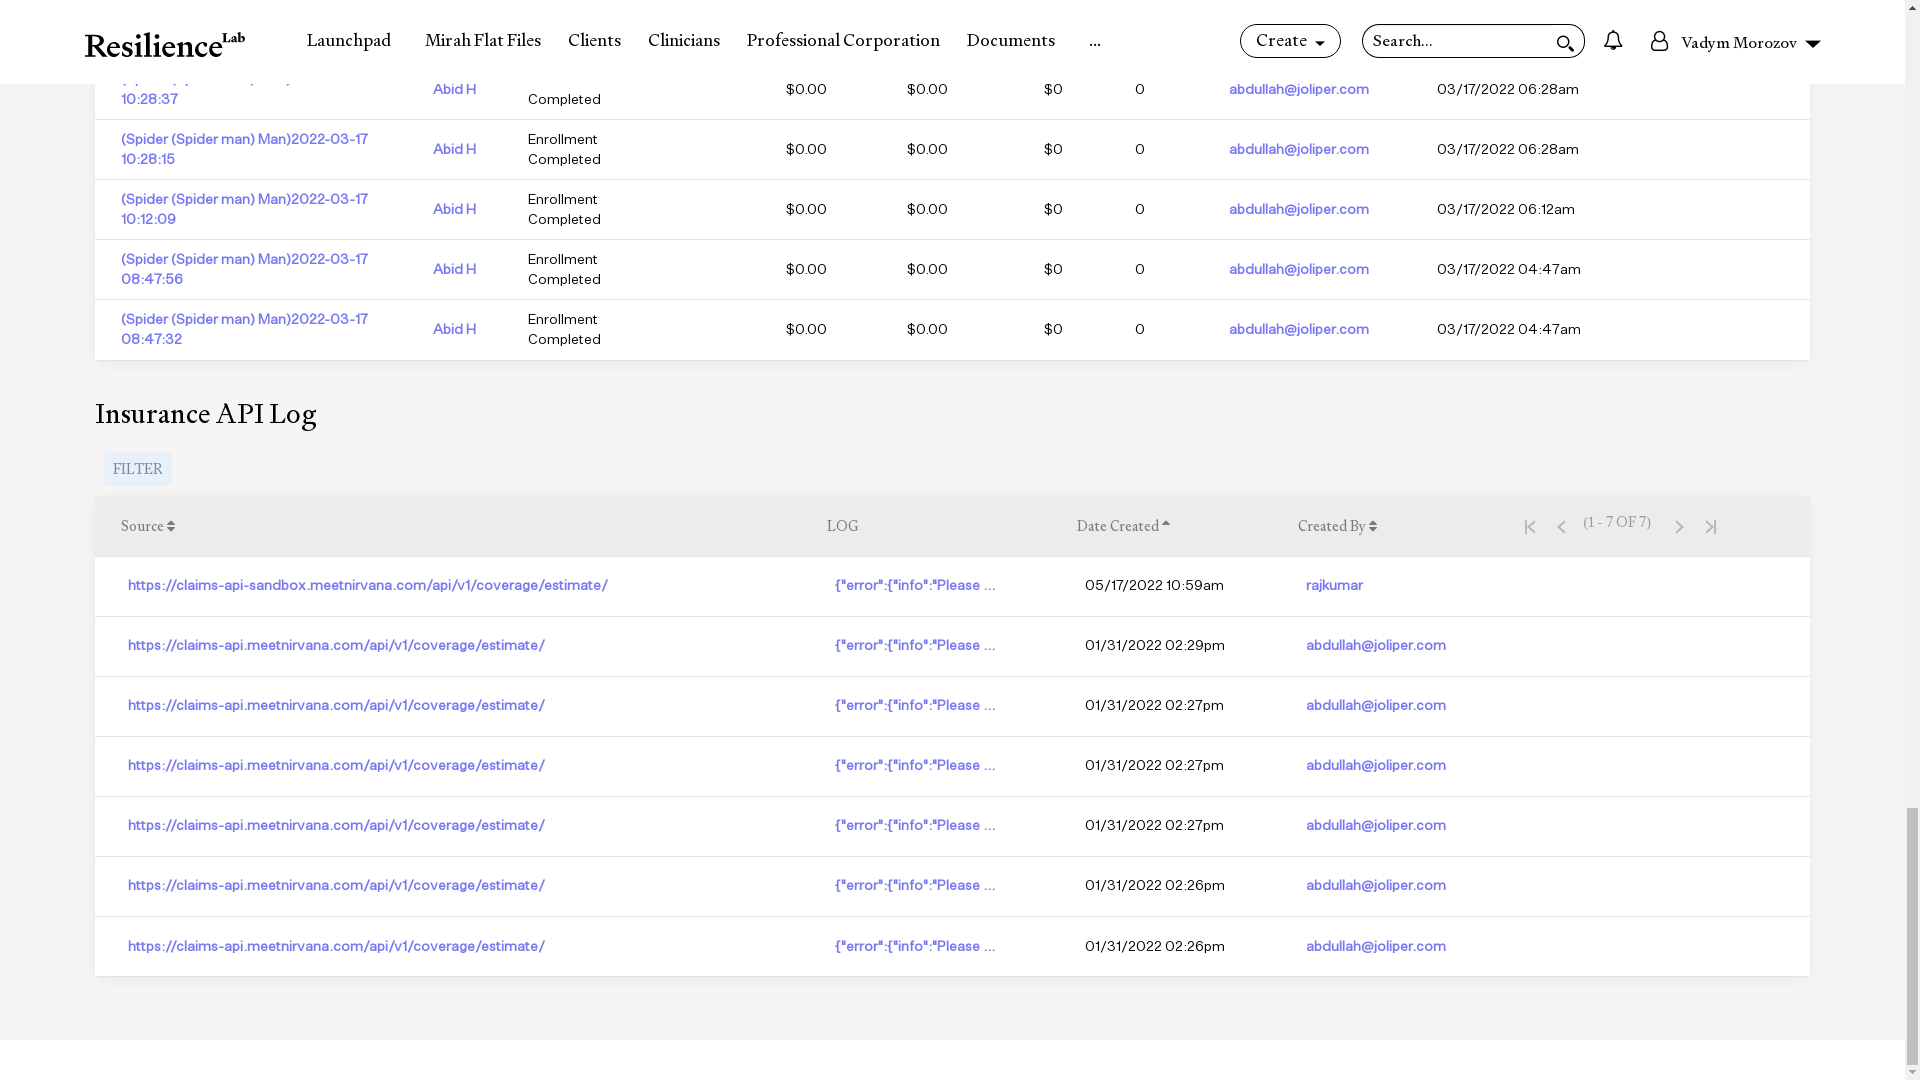 Resilience Lab Launchpad Mirah Flat Files Clients Clinicians Professional Corporation Documents ... Create Search... Vadym Morozov
10:28:37 Abid H Completed $0.00 $0.00 $0 0 abdullah@joliper.com 03/17/2022 06:28am
(Spider (Spider man) Man)2022-03-17 Enrollment
10:28:15 Abid H Completed $0.00 $0.00 $0 0 abdullah@joliper.com 03/17/2022 06:28am
(Spider (Spider man) Man)2022-03-17 Enrollment
10:12:09 Abid H Completed $0.00 $0.00 $0 0 abdullah@joliper.com 03/17/2022 06:12am
(Spider (Spider man) Man)2022-03-17 Enrollment
08:47:56 Abid H Completed $0.00 $0.00 $0 0 abdullah@joliper.com 03/17/2022 04:47am
(Spider (Spider man) Man)2022-03-17 Enrollment
08:47:32 Abid H Completed $0.00 $0.00 $0 0 abdullah@joliper.com 03/17/2022 04:47am
Insurance API Log
FILTER
Source LOG Date Created Created By (1 - 7 OF 7)
https://claims-api-sandbox.meetnirvana.com/api/v1/coverage/estimate/ {"error":{"info":"Please ... 05/17/2022 10:59am rajkumar
https://claims-api.meetnirvana.com/api/v1/coverage/estimate/ {"error":{"info":"Please ... 01/31/2022 02:29pm abdullah@joliper.com
https://claims-api.meetnirvana.com/api/v1/coverage/estimate/ {"error":{"info":"Please ... 01/31/2022 02:27pm abdullah@joliper.com
https://claims-api.meetnirvana.com/api/v1/coverage/estimate/ {"error":{"info":"Please ... 01/31/2022 02:27pm abdullah@joliper.com
https://claims-api.meetnirvana.com/api/v1/coverage/estimate/ {"error":{"info":"Please ... 01/31/2022 02:27pm abdullah@joliper.com
https://claims-api.meetnirvana.com/api/v1/coverage/estimate/ {"error":{"info":"Please ... 01/31/2022 02:26pm abdullah@joliper.com
https://claims-api.meetnirvana.com/api/v1/coverage/estimate/ {"error":{"info":"Please ... 01/31/2022 02:26pm abdullah@joliper.com